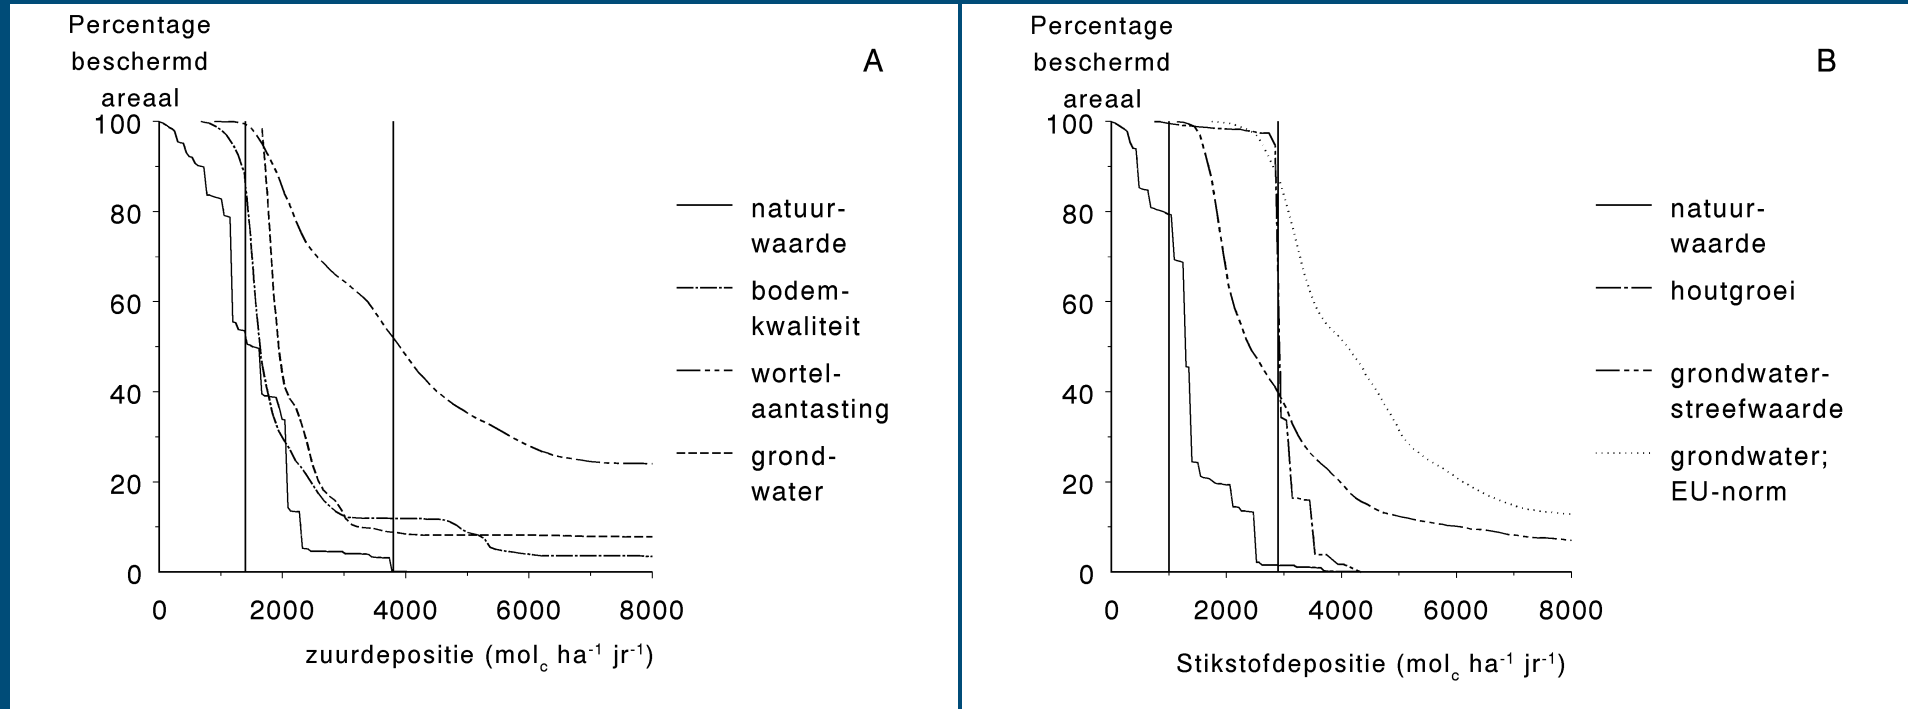 Percentage
beschermd
areaal
A
100
80
60
40
20
0
0 2000 4000 6000 8000
zuurdepositie (molc ha-1 jr-1)
natuur-
waarde
bodem-
kwaliteit
wortel-
aantasting
grond-
water
Percentage
beschermd
areaal
B
100
80
60
40
20
0
0 2000 4000 6000 8000
Stikstofdepositie (molc ha-1 jr-1)
natuur-
waarde
houtgroei
grondwater-
streefwaarde
grondwater;
EU-norm